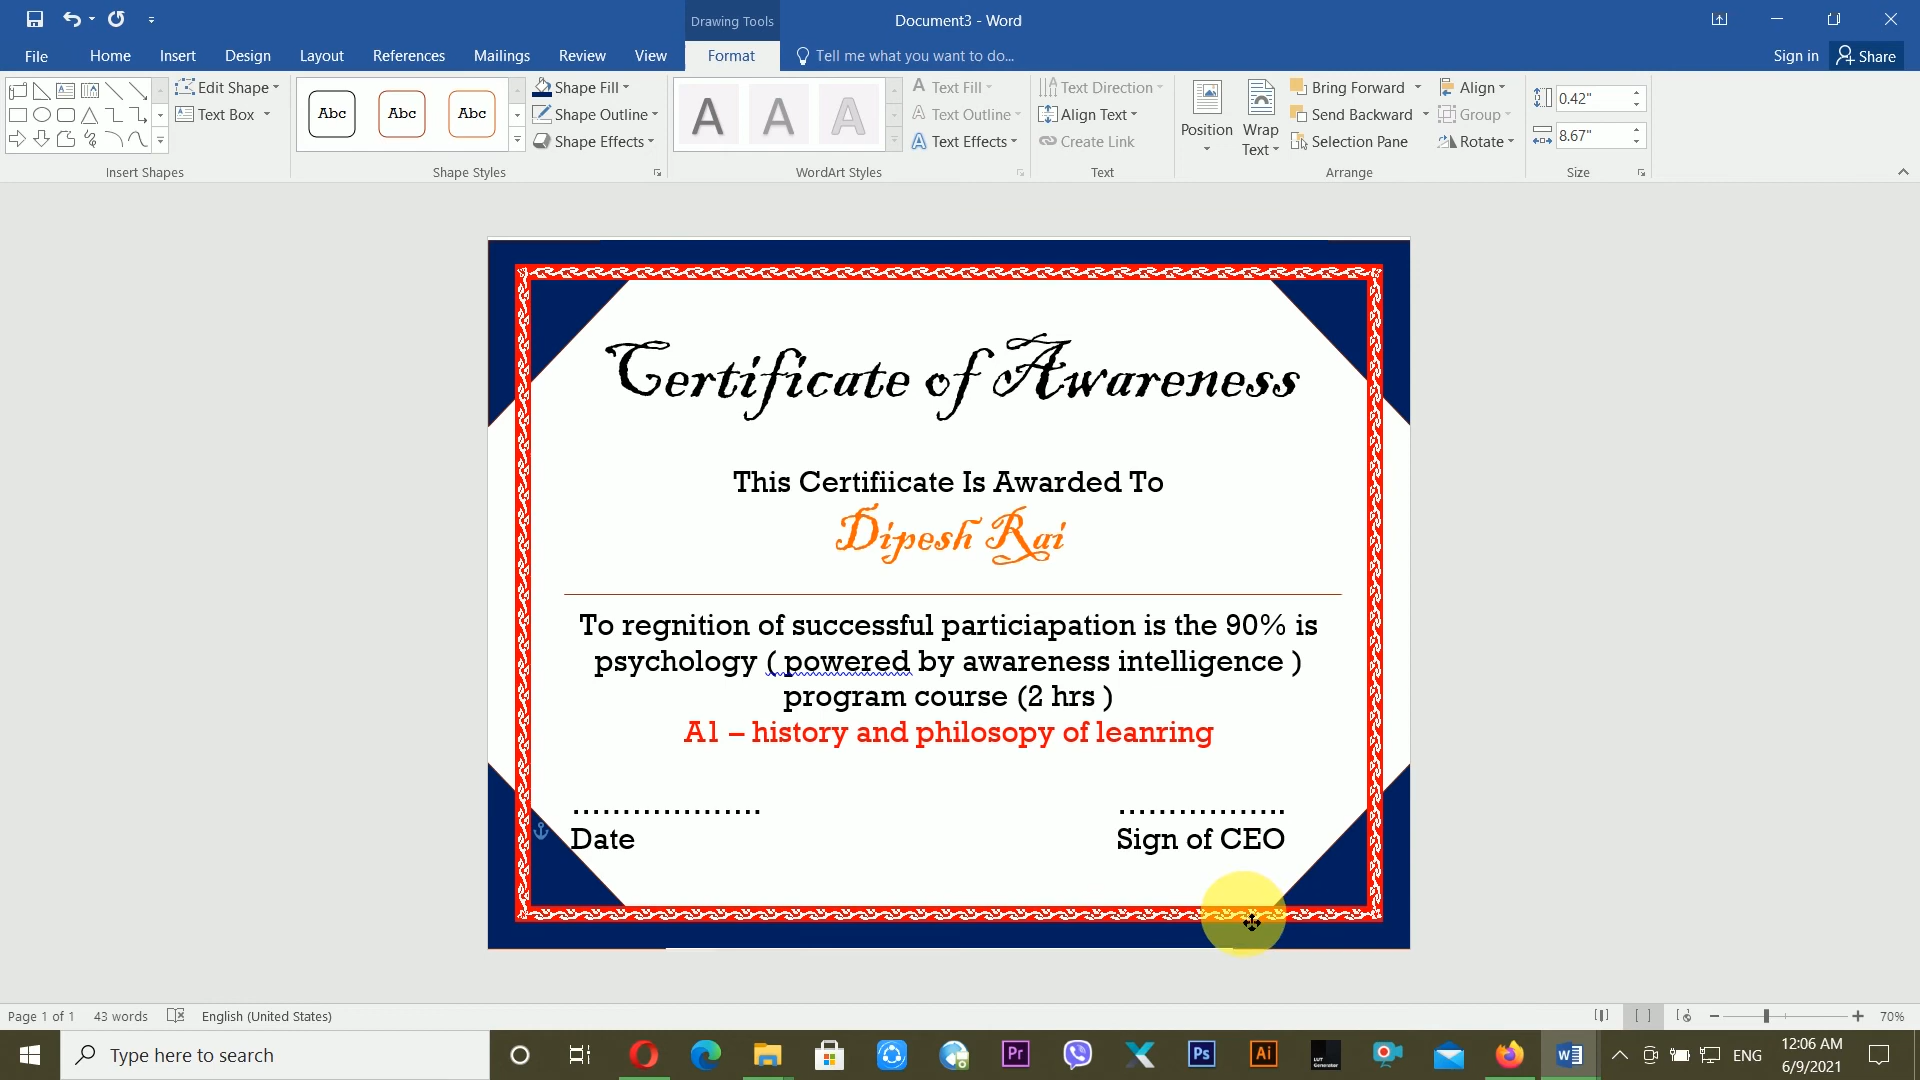 Drawing Tools
Document3 - Word
File Home Insert Design Layout References Mailings Review View Format Tell me what you want to do... Sign in Share
Edit Shape
Text Box
Insert Shapes
Abc Abc Abc
Shape Fill
Shape Outline
Shape Effects
Shape Styles
A A A
WordArt Styles
Text Fill
Text Outline
Text Effects
Text Direction
Align Text
Create Link
Text
Position
Wrap Text
Bring Forward
Send Backward
Selection Pane
Align
Group
Rotate
Arrange
0.42"
8.67"
Size
Certificate of Awareness
This Certifiicate Is Awarded To
Dipesh Rai
To regnition of successful particiapation is the 90% is
psychology ( powered by awareness intelligence )
program course (2 hrs )
A1 – history and philosopy of leanring
................... .................
Date Sign of CEO
Page 1 of 1 43 words English (United States) 70%
Type here to search
Pr Ps Ai
LUT Generator
W
ENG
12:06 AM
6/9/2021